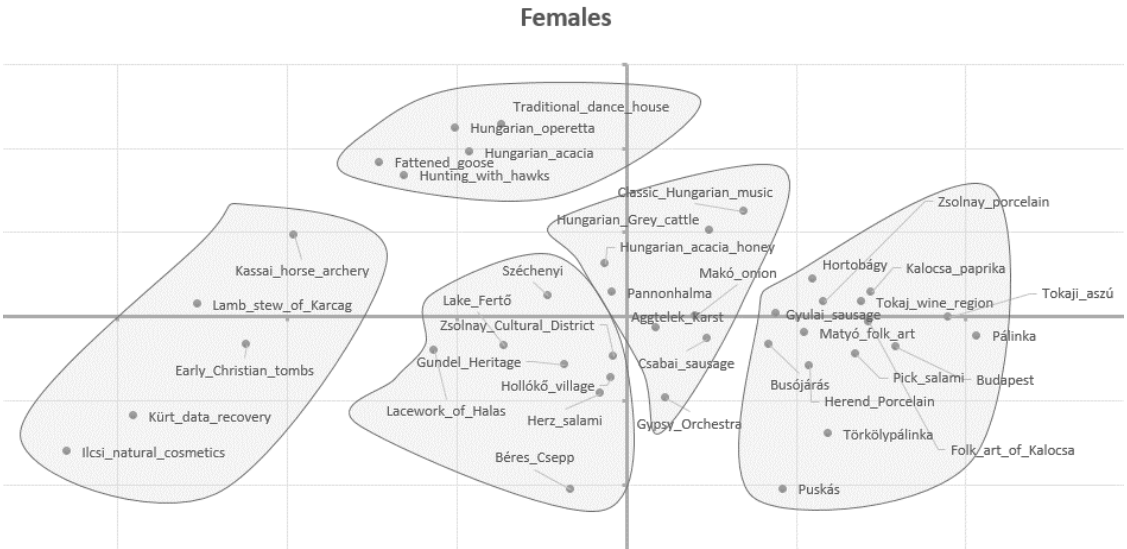 Females
Traditional_dance_house
Hungarian_operetta
Hungarian_acacia
Fattened_goose
Hunting_with_hawks
Classic_Hungarian_music
Zsolnay_porcelain
Hungarian_Grey_cattle
Hungarian_acacia_honey
Kassai_horse_archery
Széchenyi
Makó_onion
Hortobágy
Kalocsa_paprika
Pannonhalma
Tokaji_aszú
Lake_Fertő
Lamb_stew_of_Karcag
Tokaj_wine_region
Aggtelek_Karst
Gyulai_sausage
Zsolnay_Cultural_District
Matyó_folk_art
Pálinka
Gundel_Heritage
Csabai_sausage
Early_Christian_tombs
Pick_salami
Budapest
Hollókő_village
Busójárás
Herend_Porcelain
Lacework_of_Halas
Kürt_data_recovery
Herz_salami
Gypsy_Orchestra
Törkölypálinka
Ilcsi_natural_cosmetics
Folk_art_of_Kalocsa
Béres_Csepp
Puskás